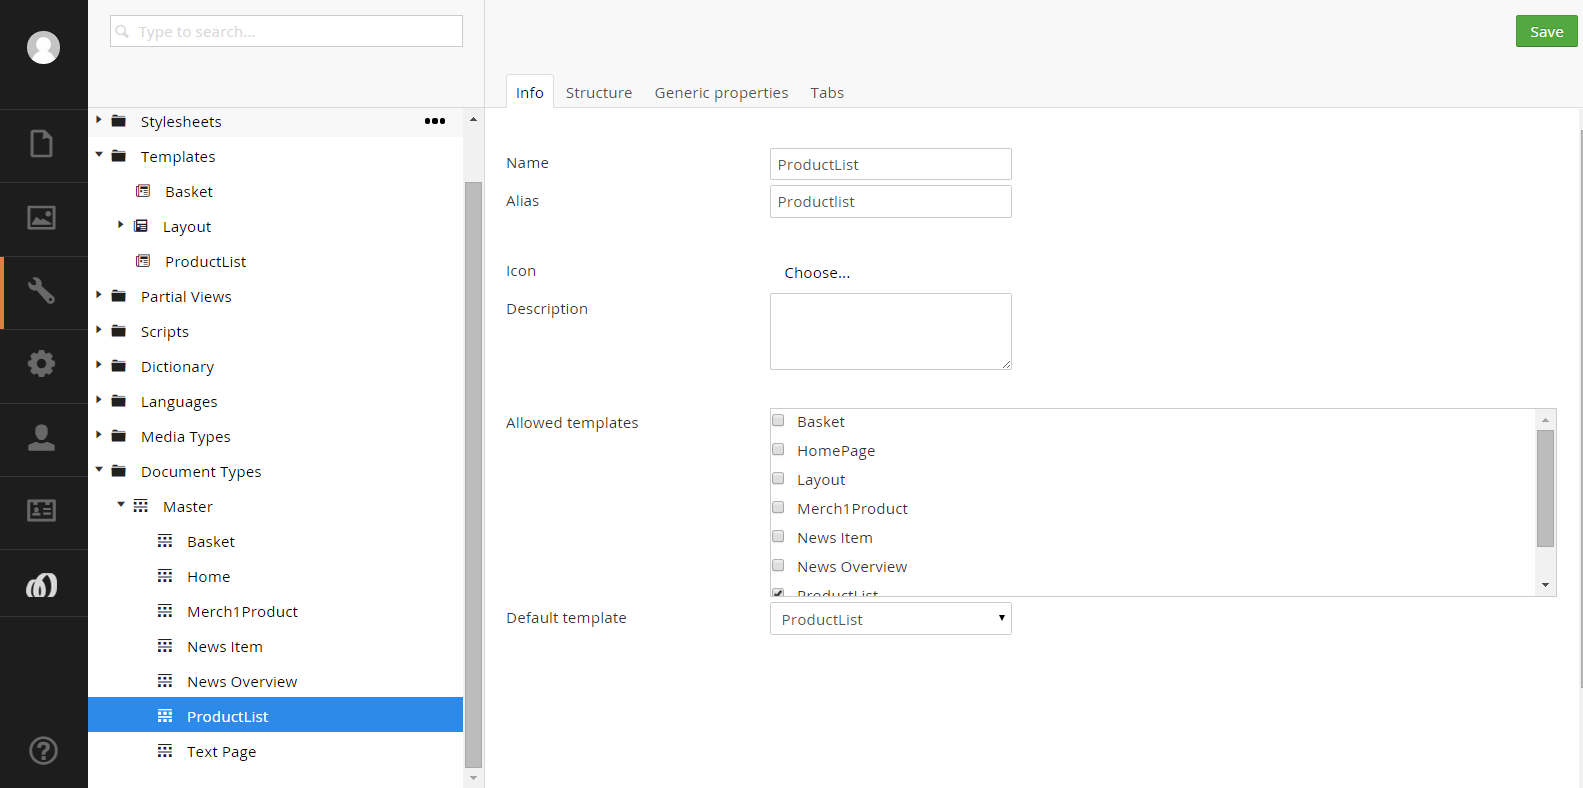 Type to search...
Save
Info Structure Generic properties Tabs
Stylesheets
Templates
Basket
Layout
ProductList
Partial Views
Scripts
Dictionary
Languages
Media Types
Document Types
Master
Basket
Home
Merch1Product
News Item
News Overview
ProductList
Text Page
Name ProductList
Alias Productlist
Icon Choose...
Description
Allowed templates
Basket
HomePage
Layout
Merch1Product
News Item
News Overview
ProductList
Default template ProductList